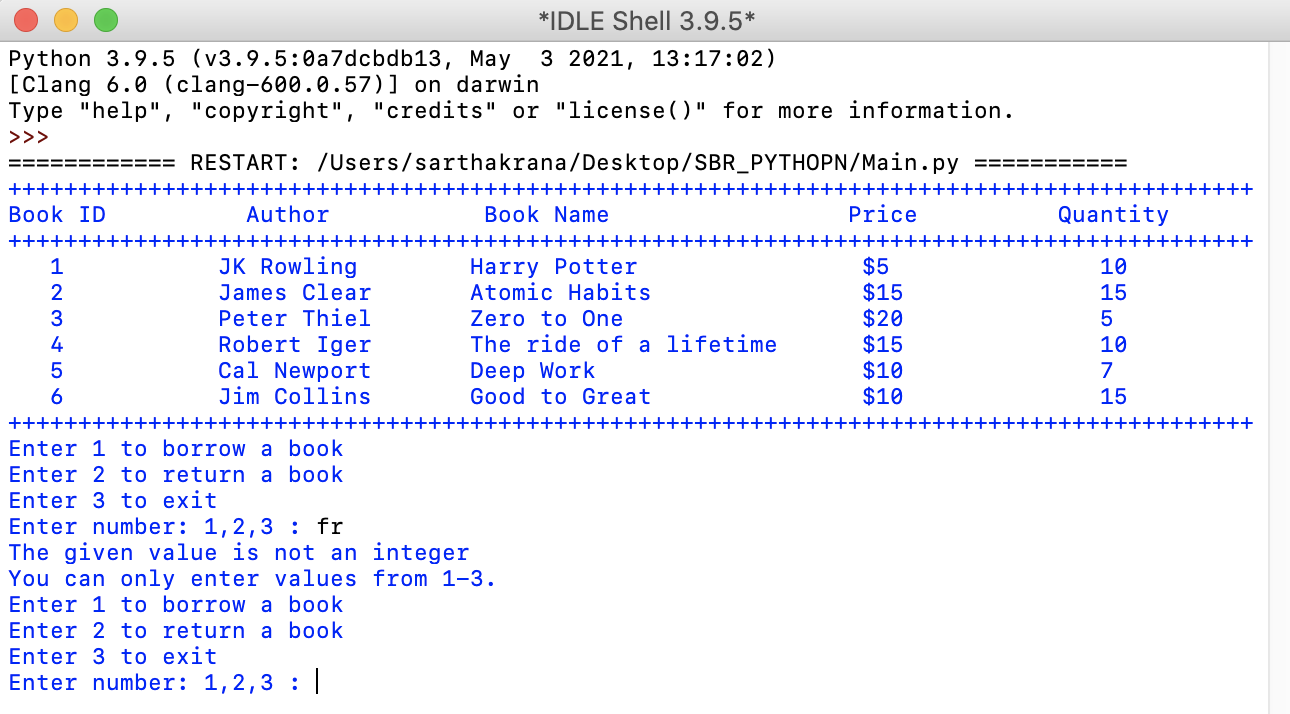 *IDLE Shell 3.9.5*
Python 3.9.5 (v3.9.5:0a7dcbdb13, May  3 2021, 13:17:02)
[Clang 6.0 (clang-600.0.57)] on darwin
Type "help", "copyright", "credits" or "license()" for more information.
>>>
============ RESTART: /Users/sarthakrana/Desktop/SBR_PYTHOPN/Main.py ===========
+++++++++++++++++++++++++++++++++++++++++++++++++++++++++++++++++++++++++++++++++++++++++
Book ID          Author           Book Name                 Price          Quantity
+++++++++++++++++++++++++++++++++++++++++++++++++++++++++++++++++++++++++++++++++++++++++
   1           JK Rowling        Harry Potter                $5               10
   2           James Clear       Atomic Habits               $15              15
   3           Peter Thiel       Zero to One                 $20              5
   4           Robert Iger       The ride of a lifetime      $15              10
   5           Cal Newport       Deep Work                   $10              7
   6           Jim Collins       Good to Great               $10              15
+++++++++++++++++++++++++++++++++++++++++++++++++++++++++++++++++++++++++++++++++++++++++
Enter 1 to borrow a book
Enter 2 to return a book
Enter 3 to exit
Enter number: 1,2,3 : fr
The given value is not an integer
You can only enter values from 1-3.
Enter 1 to borrow a book
Enter 2 to return a book
Enter 3 to exit
Enter number: 1,2,3 :